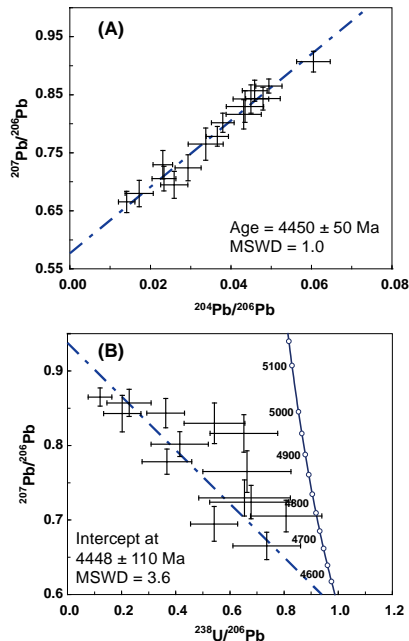 (A)
0.95
0.85
0.75
0.65
0.55
²⁰⁷Pb/²⁰⁶Pb
Age = 4450 ± 50 Ma
MSWD = 1.0
0.00 0.02 0.04 0.06 0.08
²⁰⁴Pb/²⁰⁶Pb
(B)
1.0
0.9
0.8
0.7
0.6
²⁰⁷Pb/²⁰⁶Pb
5100
5000
4900
4800
4700
4600
Intercept at
4448 ± 110 Ma
MSWD = 3.6
0.0 0.2 0.4 0.6 0.8 1.0 1.2
²³⁸U/²⁰⁶Pb